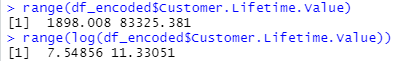 > range(df_encoded$Customer.Lifetime.Value)
[1]  1898.008 83325.381
> range(log(df_encoded$Customer.Lifetime.Value))
[1]  7.54856 11.33051